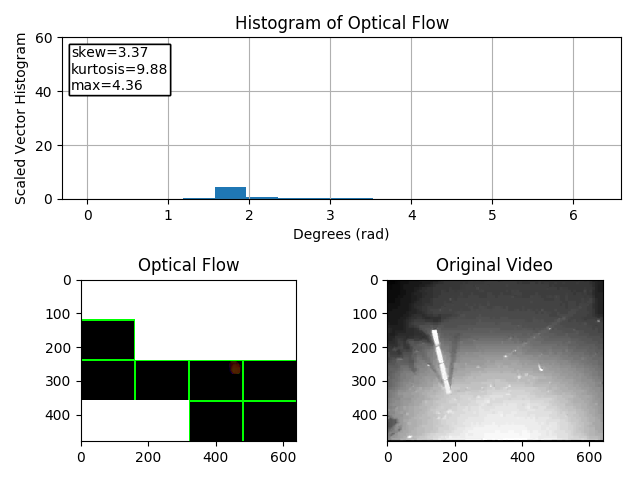 Histogram of Optical Flow
Scaled Vector Histogram
60
40
20
0
skew=3.37
kurtosis=9.88
max=4.36
0 1 2 3 4 5 6
Degrees (rad)
Optical Flow
0
100
200
300
400
0 200 400 600
Original Video
0
100
200
300
400
0 200 400 600